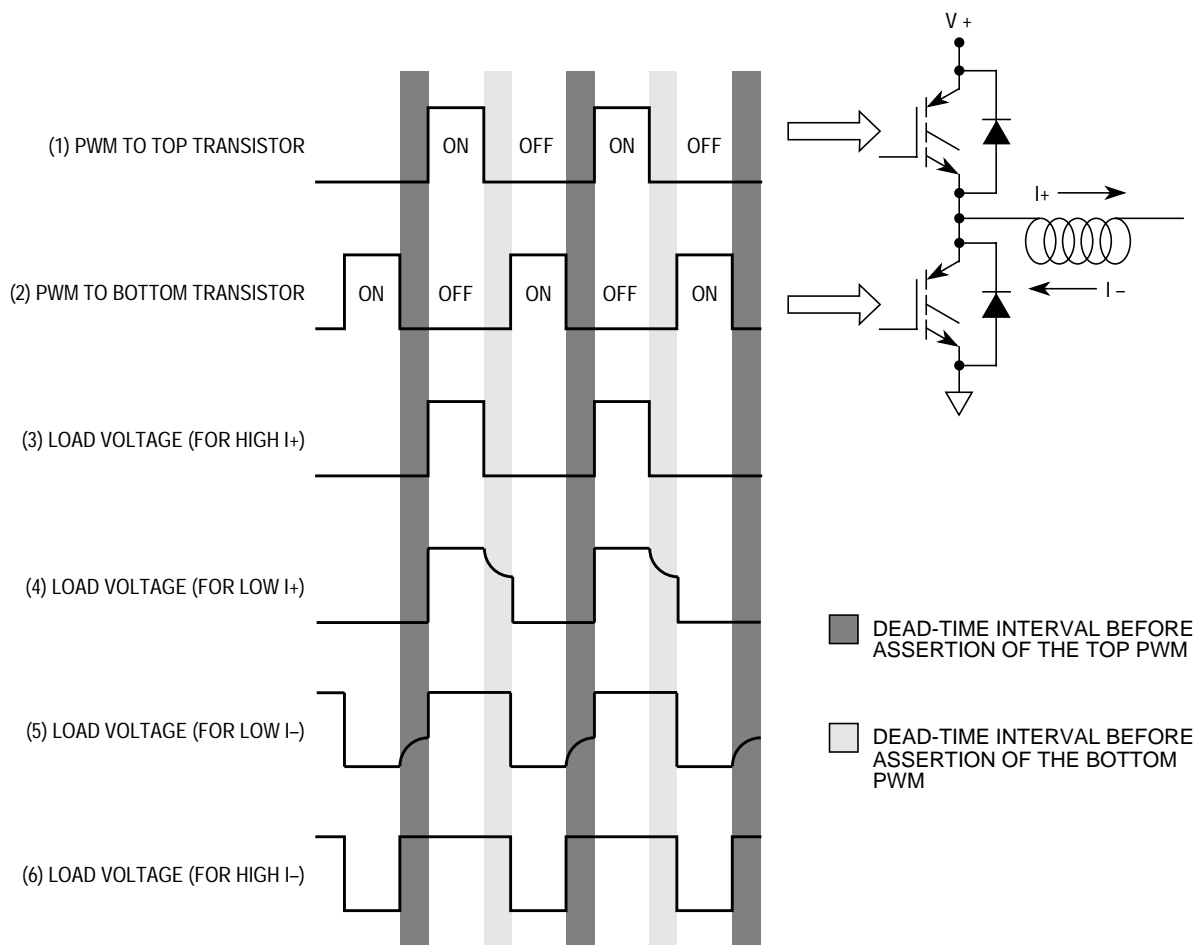 V +
(1) PWM TO TOP TRANSISTOR
ON OFF ON OFF
I+
(2) PWM TO BOTTOM TRANSISTOR
ON OFF ON OFF ON
I –
(3) LOAD VOLTAGE (FOR HIGH I+)
(4) LOAD VOLTAGE (FOR LOW I+)
DEAD-TIME INTERVAL BEFORE
ASSERTION OF THE TOP PWM
(5) LOAD VOLTAGE (FOR LOW I–)
DEAD-TIME INTERVAL BEFORE
ASSERTION OF THE BOTTOM
PWM
(6) LOAD VOLTAGE (FOR HIGH I–)